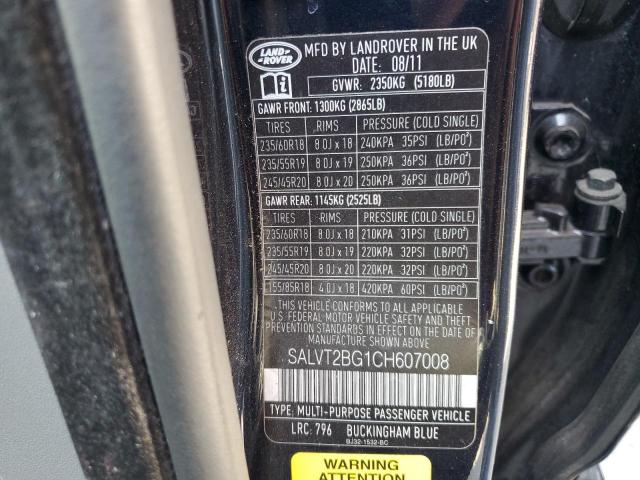 LAND-
ROVER
MFD BY LANDROVER IN THE UK
DATE: 08/11
GVWR: 2350KG (5180LB)
GAWR FRONT: 1300KG (2865LB)
TIRES RIMS PRESSURE (COLD SINGLE)
235/60R18 8.0J x 18 240KPA 35PSI (LB/PO²)
235/55R19 8.0J x 19 250KPA 36PSI (LB/PO²)
245/45R20 8.0J x 20 250KPA 36PSI (LB/PO²)
GAWR REAR: 1145KG (2525LB)
TIRES RIMS PRESSURE (COLD SINGLE)
235/60R18 8.0J x 18 210KPA 31PSI (LB/PO²)
235/55R19 8.0J x 19 220KPA 32PSI (LB/PO²)
245/45R20 8.0J x 20 220KPA 32PSI (LB/PO²)
155/85R18 4.0J x 18 420KPA 60PSI (LB/PO²)
THIS VEHICLE CONFORMS TO ALL APPLICABLE
U.S. FEDERAL MOTOR VEHICLE SAFETY AND THEFT
PREVENTION STANDARDS IN EFFECT ON THE DATE OF
MANUFACTURE SHOWN ABOVE
SALVT2BG1CH607008
TYPE: MULTI-PURPOSE PASSENGER VEHICLE
LRC: 796 BUCKINGHAM BLUE
BJ32-1532-BC
WARNING
ATTENTION